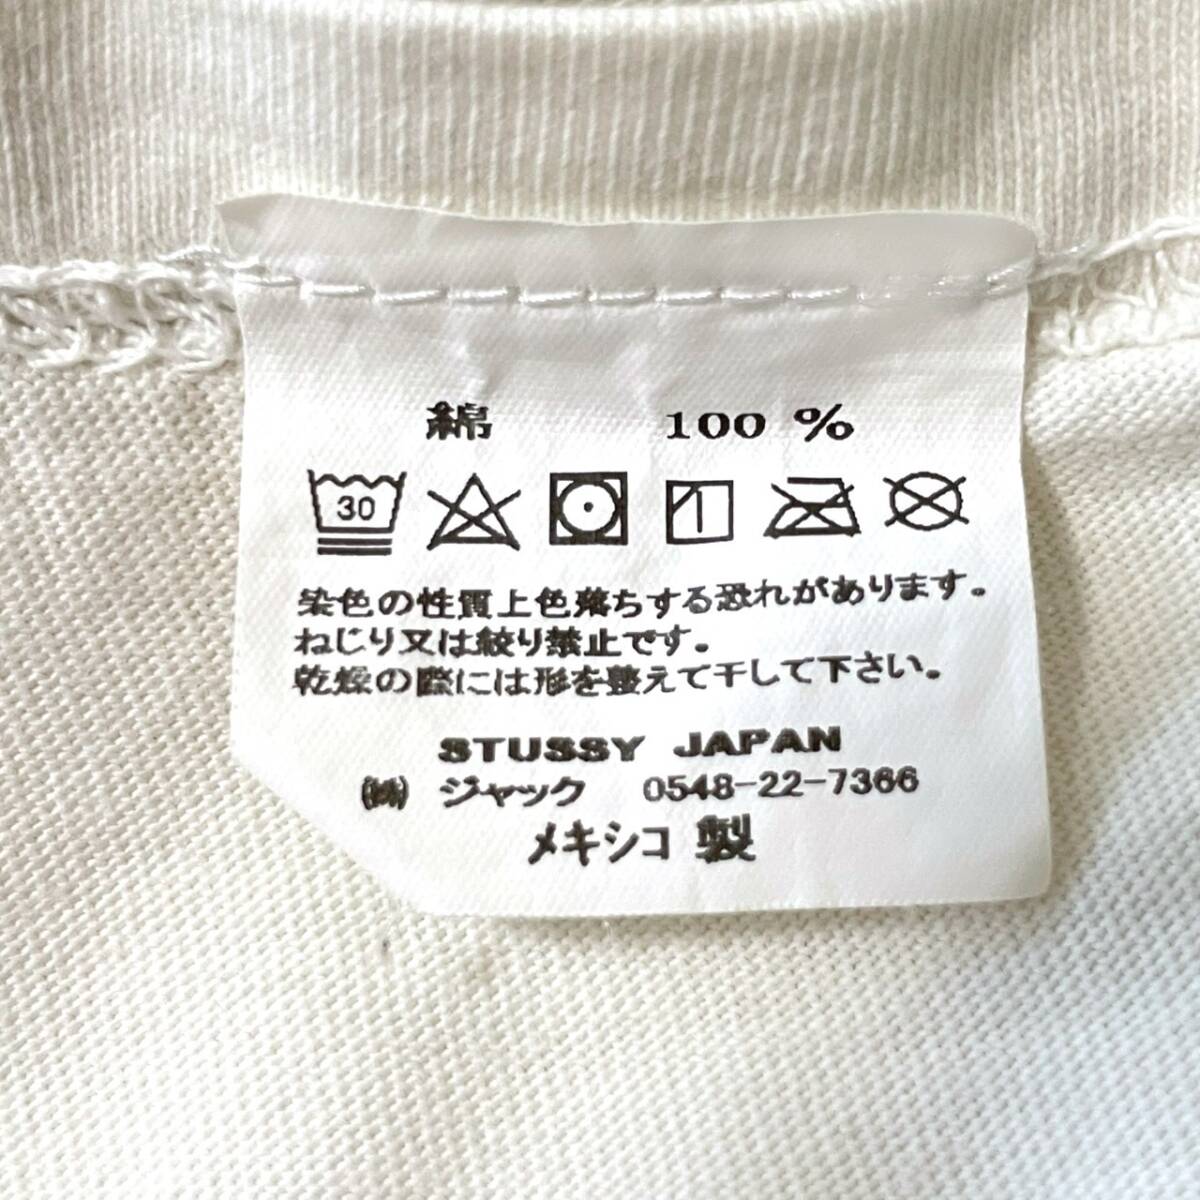 綿 100 %
30
染色の性質上色落ちする恐れがあります。
ねじり又は絞り禁止です。
乾燥の際には形を整えて干して下さい。
STUSSY JAPAN
㈱ ジャック 0548-22-7366
メキシコ 製